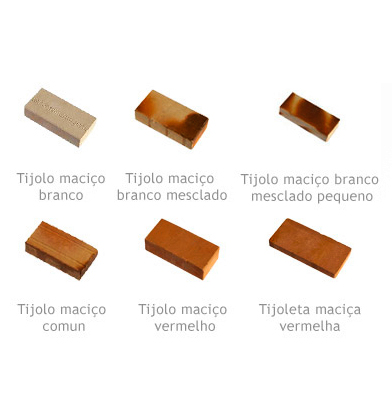 Tijolo maciço
branco
Tijolo maciço
branco mesclado
Tijolo maciço branco
mesclado pequeno
Tijolo maciço
comun
Tijolo maciço
vermelho
Tijoleta maciça
vermelha